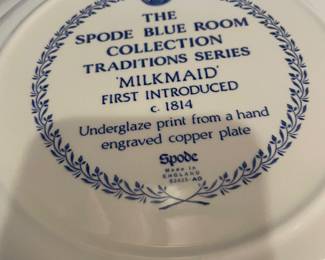 THE
SPODE BLUE ROOM
COLLECTION
TRADITIONS SERIES
'MILKMAID'
FIRST INTRODUCED
c. 1814
Underglaze print from a hand
engraved copper plate
Spode
Made in
ENGLAND